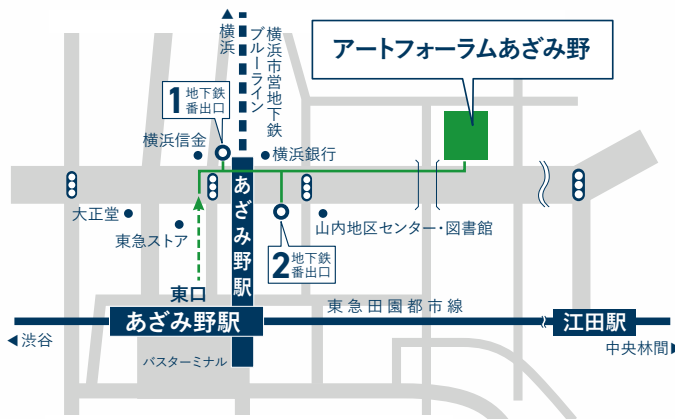 ▲横浜
横浜市営地下鉄
ブルーライン
アートフォーラムあざみ野
1 地下鉄
番出口
横浜信金
横浜銀行
あざみ野駅
大正堂
東急ストア
山内地区センター・図書館
2 地下鉄
番出口
東口
あざみ野駅
東急田園都市線
江田駅
◀渋谷
中央林間▶
バスターミナル